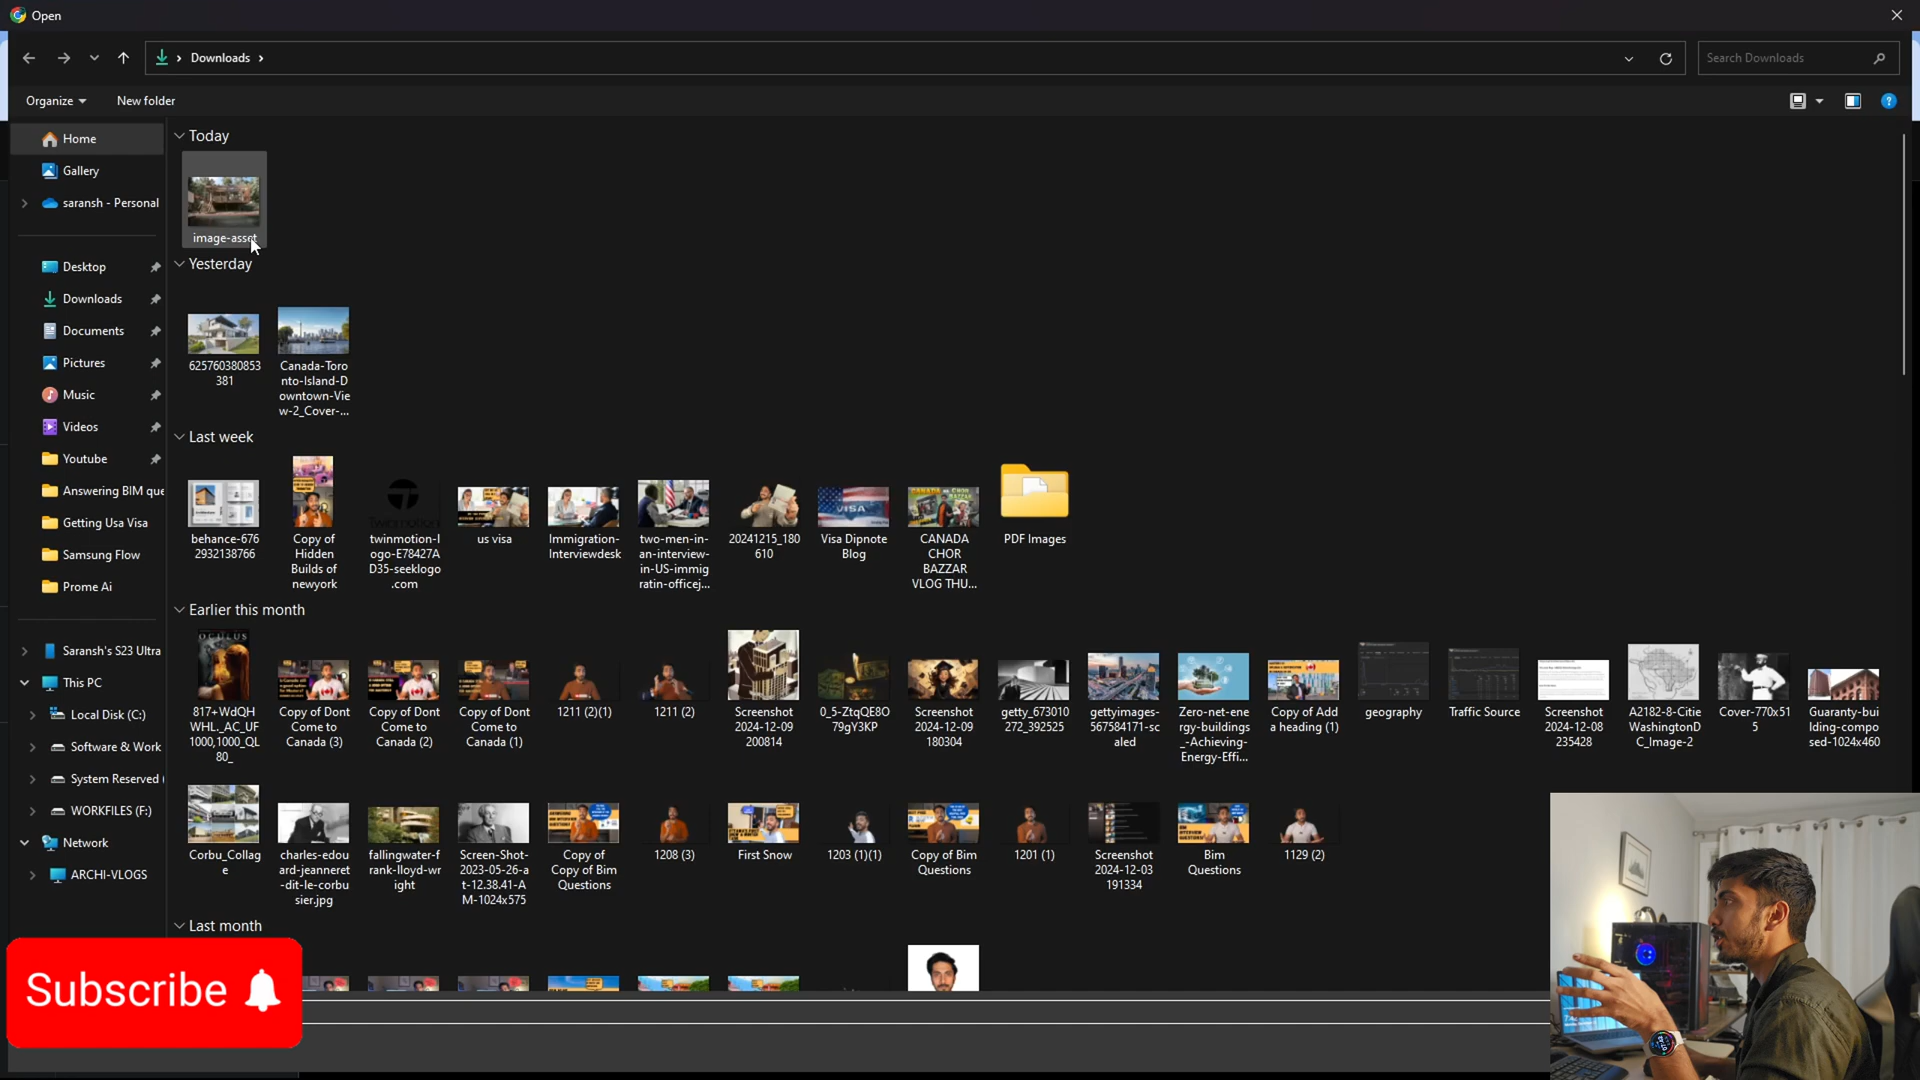 Open
Downloads
Search Downloads
Organize
New folder
Home
Gallery
saransh - Personal
Desktop
Downloads
Documents
Pictures
Music
Videos
Youtube
Answering BIM que
Getting Usa Visa
Samsung Flow
Prome Ai
Saransh's S23 Ultra
This PC
Local Disk (C:)
Software & Work
System Reserved (
WORKFILES (F:)
Network
ARCHI-VLOGS
Today
image-asset
Yesterday
625760380853
381
Canada-Toro
nto-Island-D
owntown-Vie
w-2_Cover-...
Last week
behance-676
2932138766
Copy of
Hidden
Builds of
newyork
twinmotion-l
ogo-E78427A
D35-seeklogo
.com
us visa
Immigration-
Interviewdesk
two-men-in-
an-interview-
in-US-immig
ratin-officej...
20241215_180
610
Visa Dipnote
Blog
CANADA
CHOR
BAZZAR
VLOG THU...
PDF Images
Earlier this month
OCULUS
817+WdQH
WHL._AC_UF
1000,1000_QL
80_
Copy of Dont
Come to
Canada (3)
Copy of Dont
Come to
Canada (2)
Copy of Dont
Come to
Canada (1)
1211 (2)(1)
1211 (2)
Screenshot
2024-12-09
200814
0_5-ZtqQE8O
79gY3KP
Screenshot
2024-12-09
180304
getty_673010
272_392525
gettyimages-
567584171-sc
aled
Zero-net-ene
rgy-buildings
_-Achieving-
Energy-Effi...
Copy of Add
a heading (1)
geography
Traffic Source
Screenshot
2024-12-08
235428
A2182-8-Citie
WashingtonD
C_Image-2
Cover-770x51
5
Guaranty-bui
lding-compo
sed-1024x460
Corbu_Collag
e
charles-edou
ard-jeanneret
-dit-le-corbu
sier.jpg
fallingwater-f
rank-lloyd-wr
ight
Screen-Shot-
2023-05-26-a
t-12.38.41-A
M-1024x575
Copy of
Copy of Bim
Questions
1208 (3)
First Snow
1203 (1)(1)
Copy of Bim
Questions
1201 (1)
Screenshot
2024-12-03
191334
Bim
Questions
1129 (2)
Last month
Subscribe